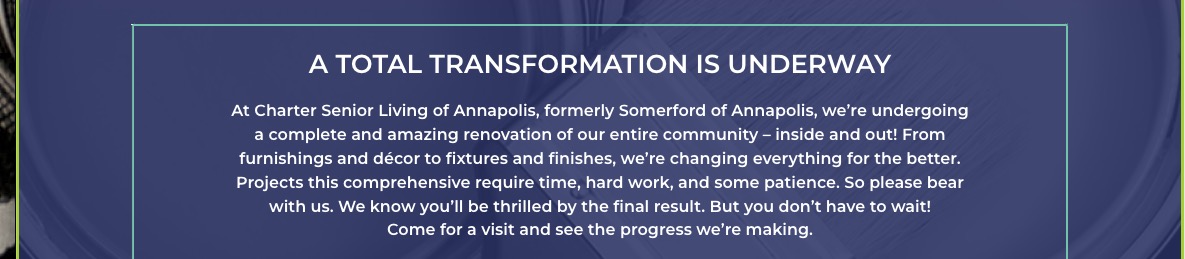 A TOTAL TRANSFORMATION IS UNDERWAY
At Charter Senior Living of Annapolis, formerly Somerford of Annapolis, we're undergoing
a complete and amazing renovation of our entire community – inside and out! From
furnishings and décor to fixtures and finishes, we're changing everything for the better.
Projects this comprehensive require time, hard work, and some patience. So please bear
with us. We know you'll be thrilled by the final result. But you don't have to wait!
Come for a visit and see the progress we're making.